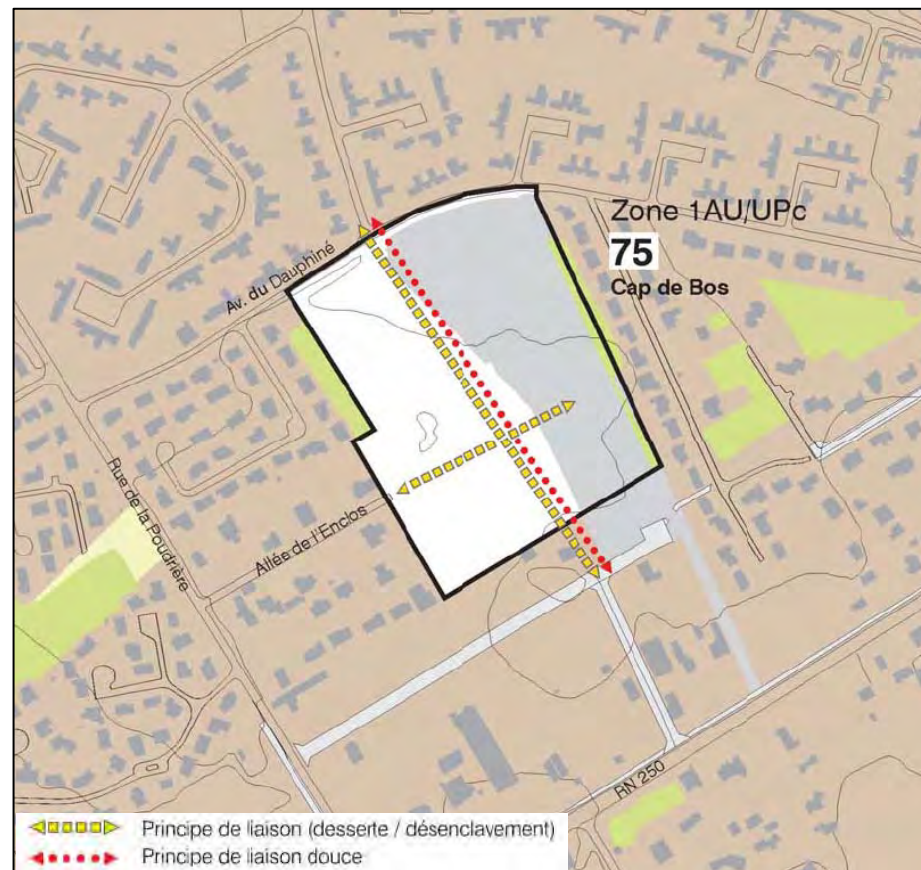 Zone 1AU/UPc
75
Cap de Bos
Av. du Dauphiné
Rue de la Poudrière
Allée de l'Enclos
RN 250
Principe de liaison (desserte / désenclavement)
Principe de liaison douce